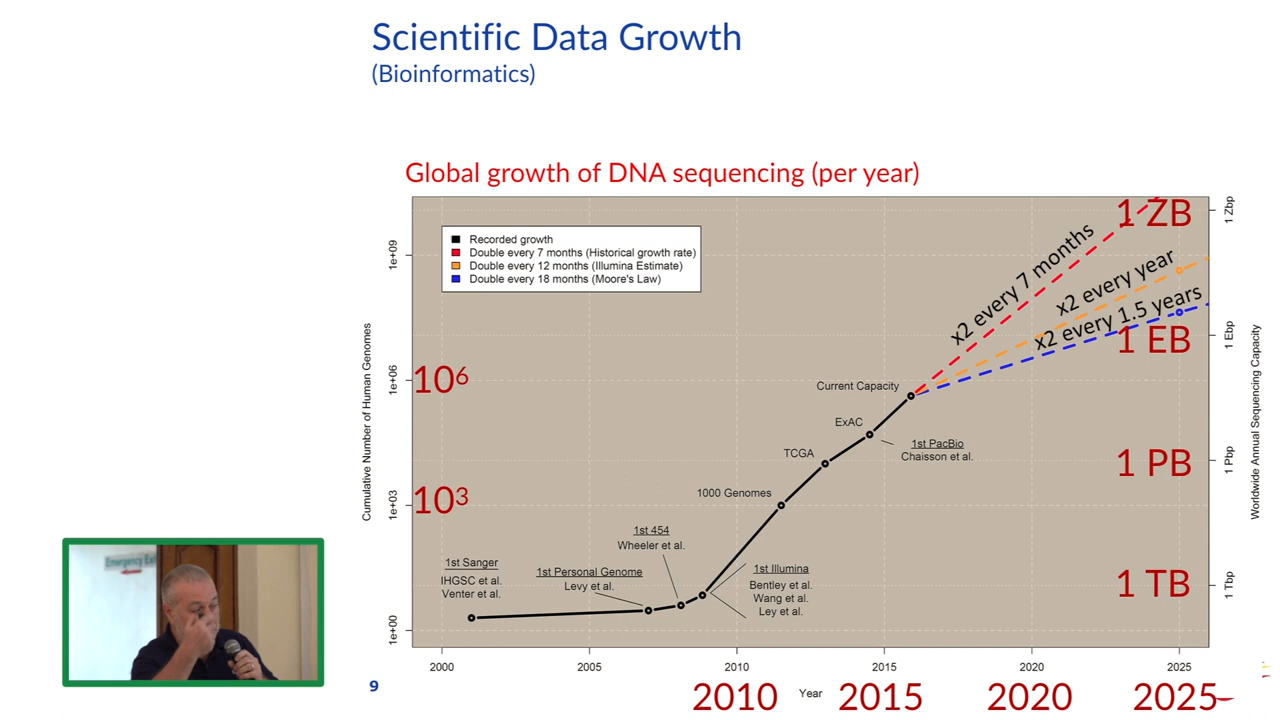 Scientific Data Growth
(Bioinformatics)
Global growth of DNA sequencing (per year)
Recorded growth
Double every 7 months (Historical growth rate)
Double every 12 months (Illumina Estimate)
Double every 18 months (Moore's Law)
x2 every 7 months
x2 every year
x2 every 1.5 years
1 ZB
1 EB
1 PB
1 TB
1 Zbp
1 Ebp
1 Pbp
1 Tbp
Worldwide Annual Sequencing Capacity
Cumulative Number of Human Genomes
1e+09
1e+06
1e+03
1e+00
10⁶
10³
Current Capacity
ExAC
1st PacBio
Chaisson et al.
TCGA
1000 Genomes
1st 454
Wheeler et al.
1st Sanger
IHGSC et al.
Venter et al.
1st Personal Genome
Levy et al.
1st Illumina
Bentley et al.
Wang et al.
Ley et al.
2000
2005
2010
2015
2020
2025
Year
2010
2015
2020
2025
Emergency Exi
9